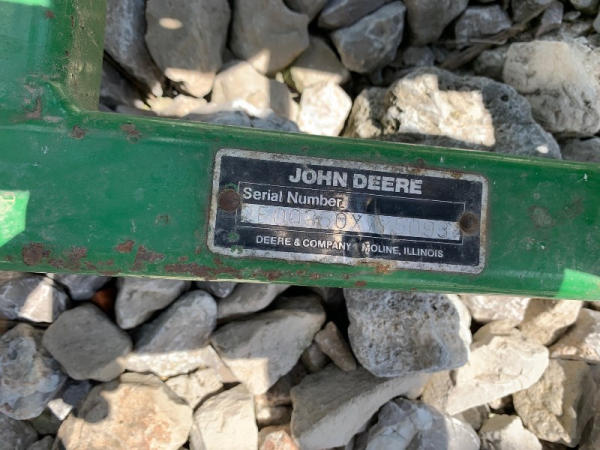 JOHN DEERE
Serial Number
DEERE & COMPANY MOLINE, ILLINOIS